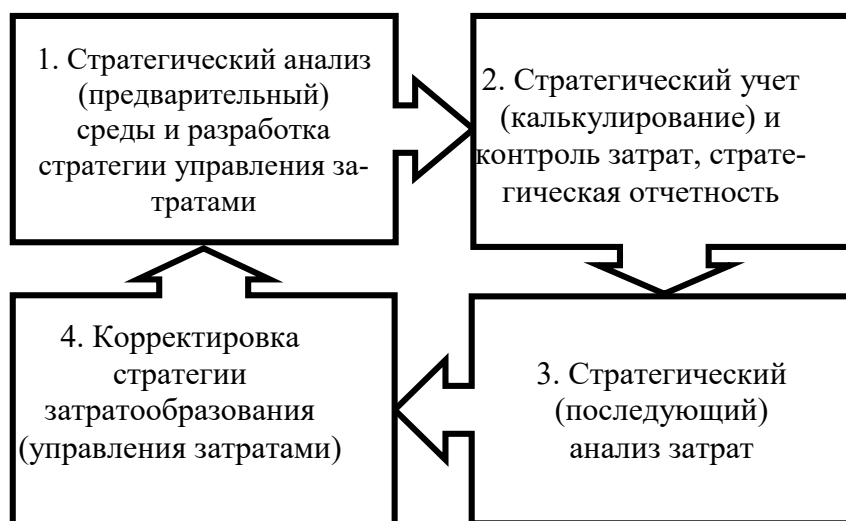 1. Стратегический анализ
(предварительный)
среды и разработка
стратегии управления за-
тратами
2. Стратегический учет
(калькулирование) и
контроль затрат, страте-
гическая отчетность
3. Стратегический
(последующий)
анализ затрат
4. Корректировка
стратегии
затратообразования
(управления затратами)